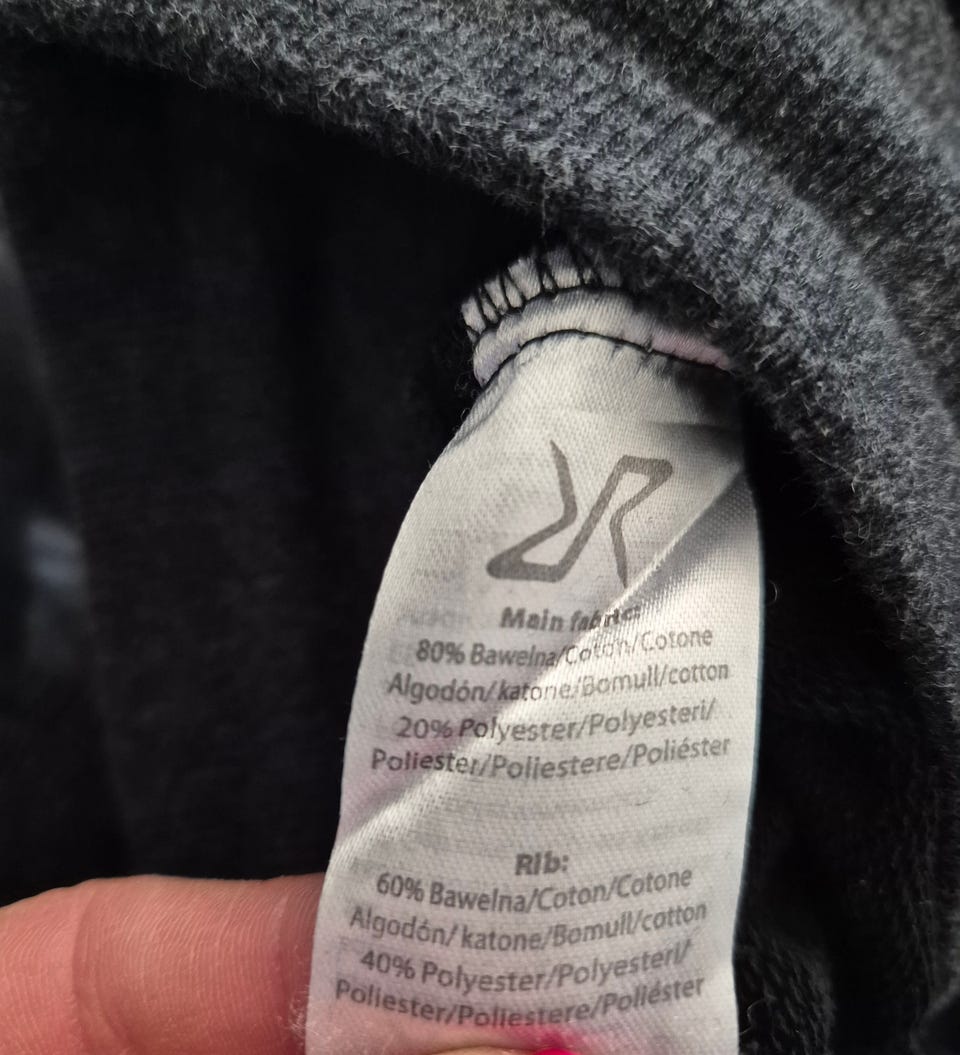 Main fabric:
80% Bawelna/Coton/Cotone
Algodón/katone/Bomull/cotton
20% Polyester/Polyesteri/
Poliester/Poliestere/Poliéster
Rib:
60% Bawelna/Coton/Cotone
Algodón/katone/Bomull/cotton
40% Polyester/Polyesteri/
Poliester/Poliestere/Poliéster